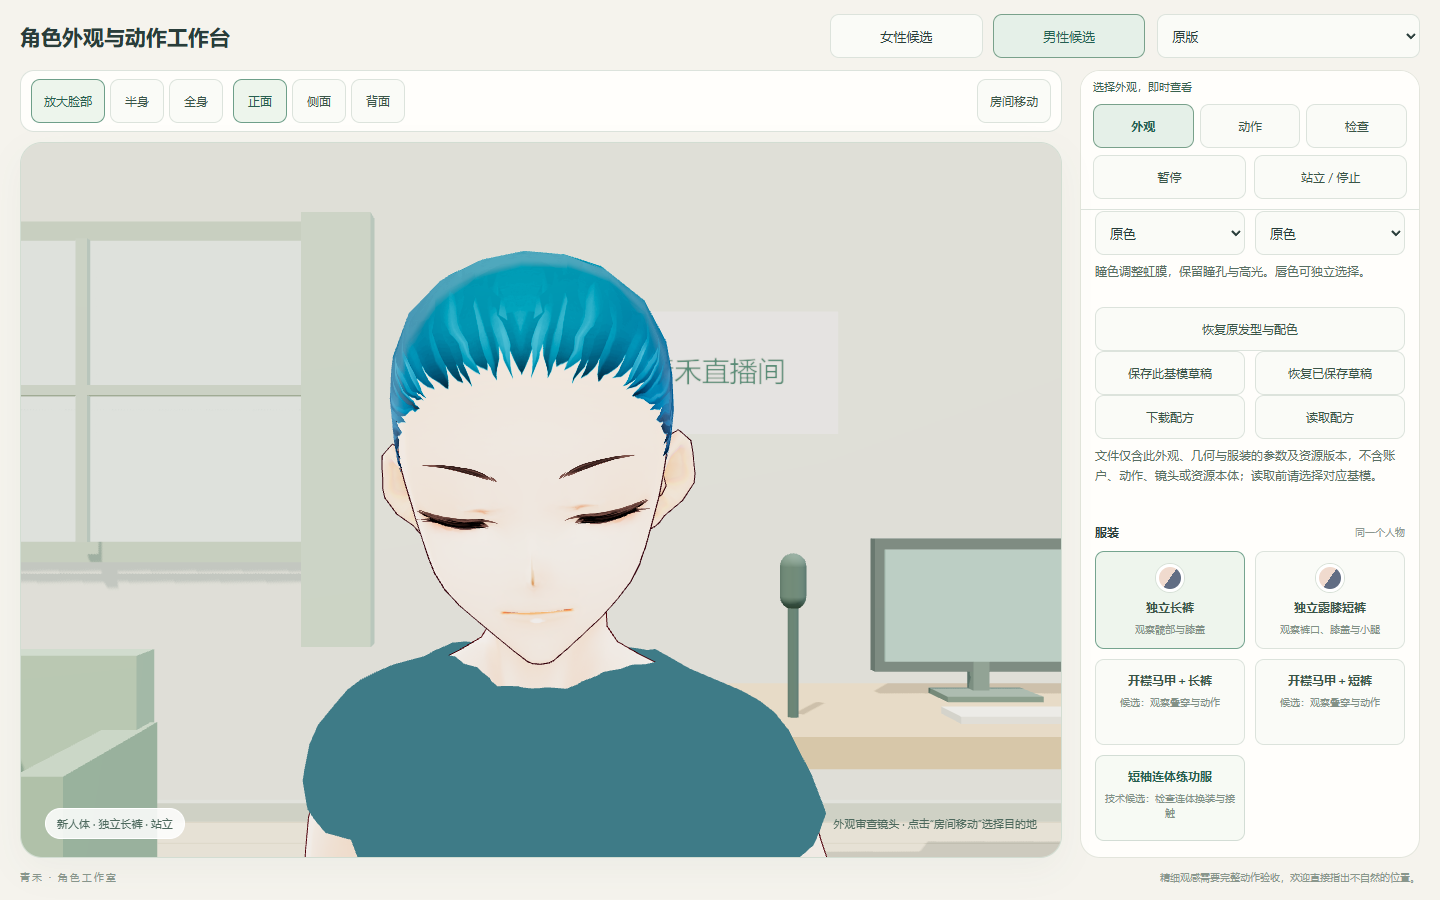 角色外观与动作工作台
女性候选
男性候选
原版
放大脸部
半身
全身
正面
侧面
背面
房间移动
选择外观，即时查看
外观
动作
检查
暂停
站立 / 停止
原色
原色
瞳色调整虹膜，保留瞳孔与高光。唇色可独立选择。
恢复原发型与配色
保存此基模草稿
恢复已保存草稿
下载配方
读取配方
文件仅含此外观、几何与服装的参数及资源版本，不含账
户、动作、镜头或资源本体；读取前请选择对应基模。
服装
同一个人物
独立长裤
观察髋部与膝盖
独立露膝短裤
观察裤口、膝盖与小腿
开襟马甲 + 长裤
候选：观察叠穿与动作
开襟马甲 + 短裤
候选：观察叠穿与动作
短袖连体练功服
技术候选：检查连体换装与接
触
禾直播间
新人体 · 独立长裤 · 站立
外观审查镜头 · 点击“房间移动”选择目的地
青禾 · 角色工作室
精细观感需要完整动作验收，欢迎直接指出不自然的位置。